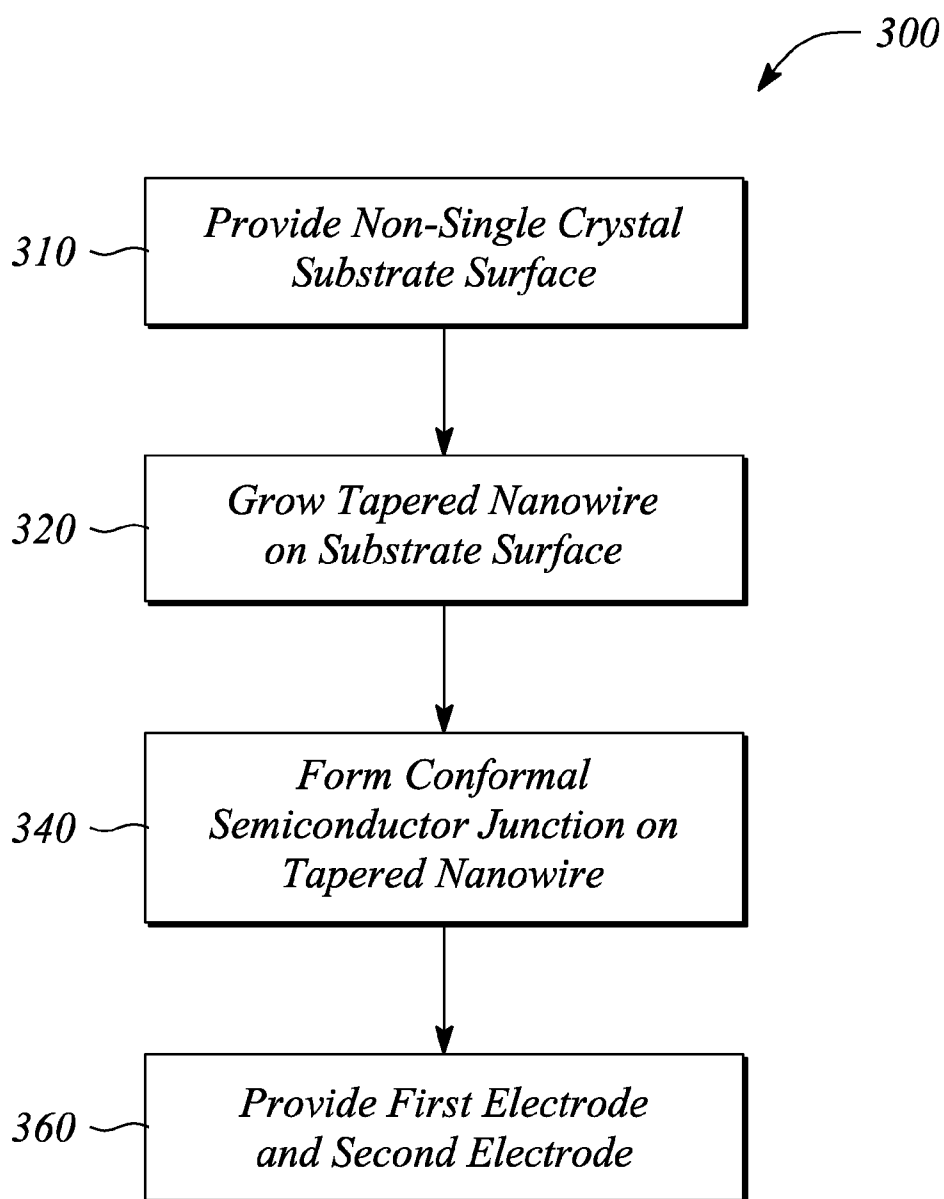 300
310
Provide Non-Single Crystal
Substrate Surface
320
Grow Tapered Nanowire
on Substrate Surface
340
Form Conformal
Semiconductor Junction on
Tapered Nanowire
360
Provide First Electrode
and Second Electrode